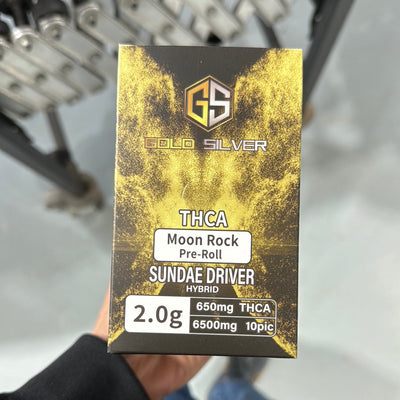 GS
GOLD SILVER
THCA
Moon Rock
Pre-Roll
SUNDAE DRIVER
HYBRID
2.0g
650mg THCA
6500mg 10pic